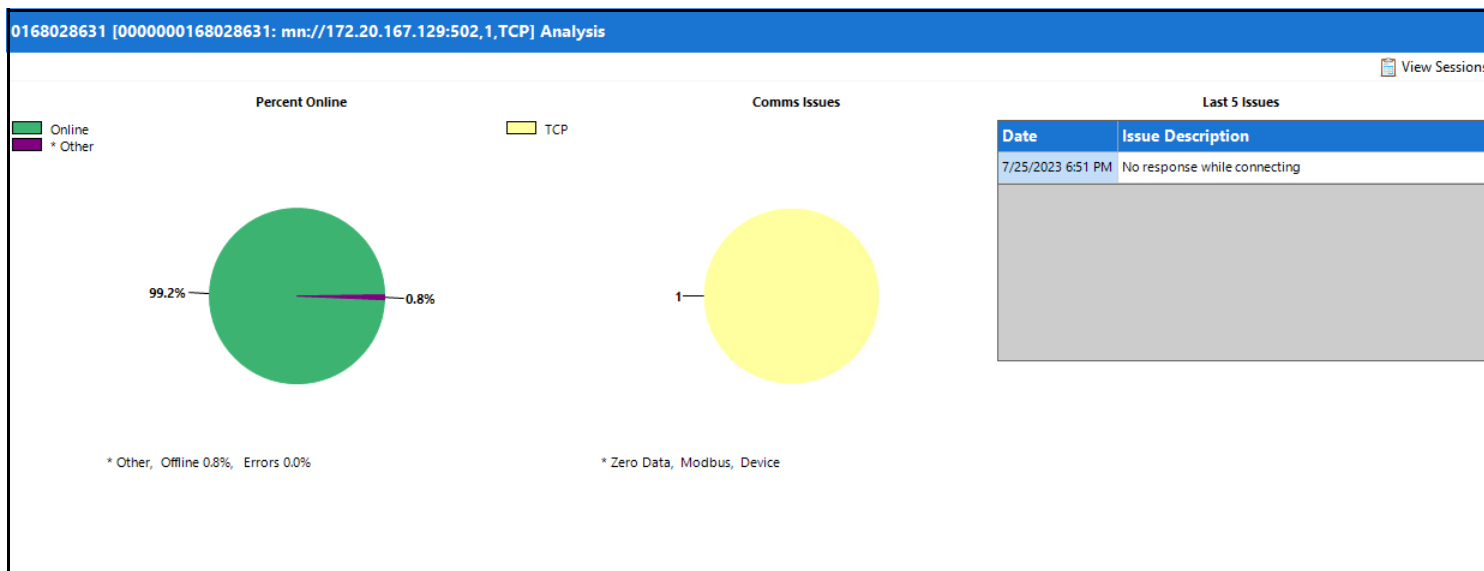 0168028631 [0000000168028631: mn://172.20.167.129:502,1,TCP] Analysis
View Sessions
Percent Online
Online
* Other
99.2%
0.8%
* Other, Offline 0.8%, Errors 0.0%
Comms Issues
TCP
1
* Zero Data, Modbus, Device
Last 5 Issues
Date Issue Description
7/25/2023 6:51 PM No response while connecting